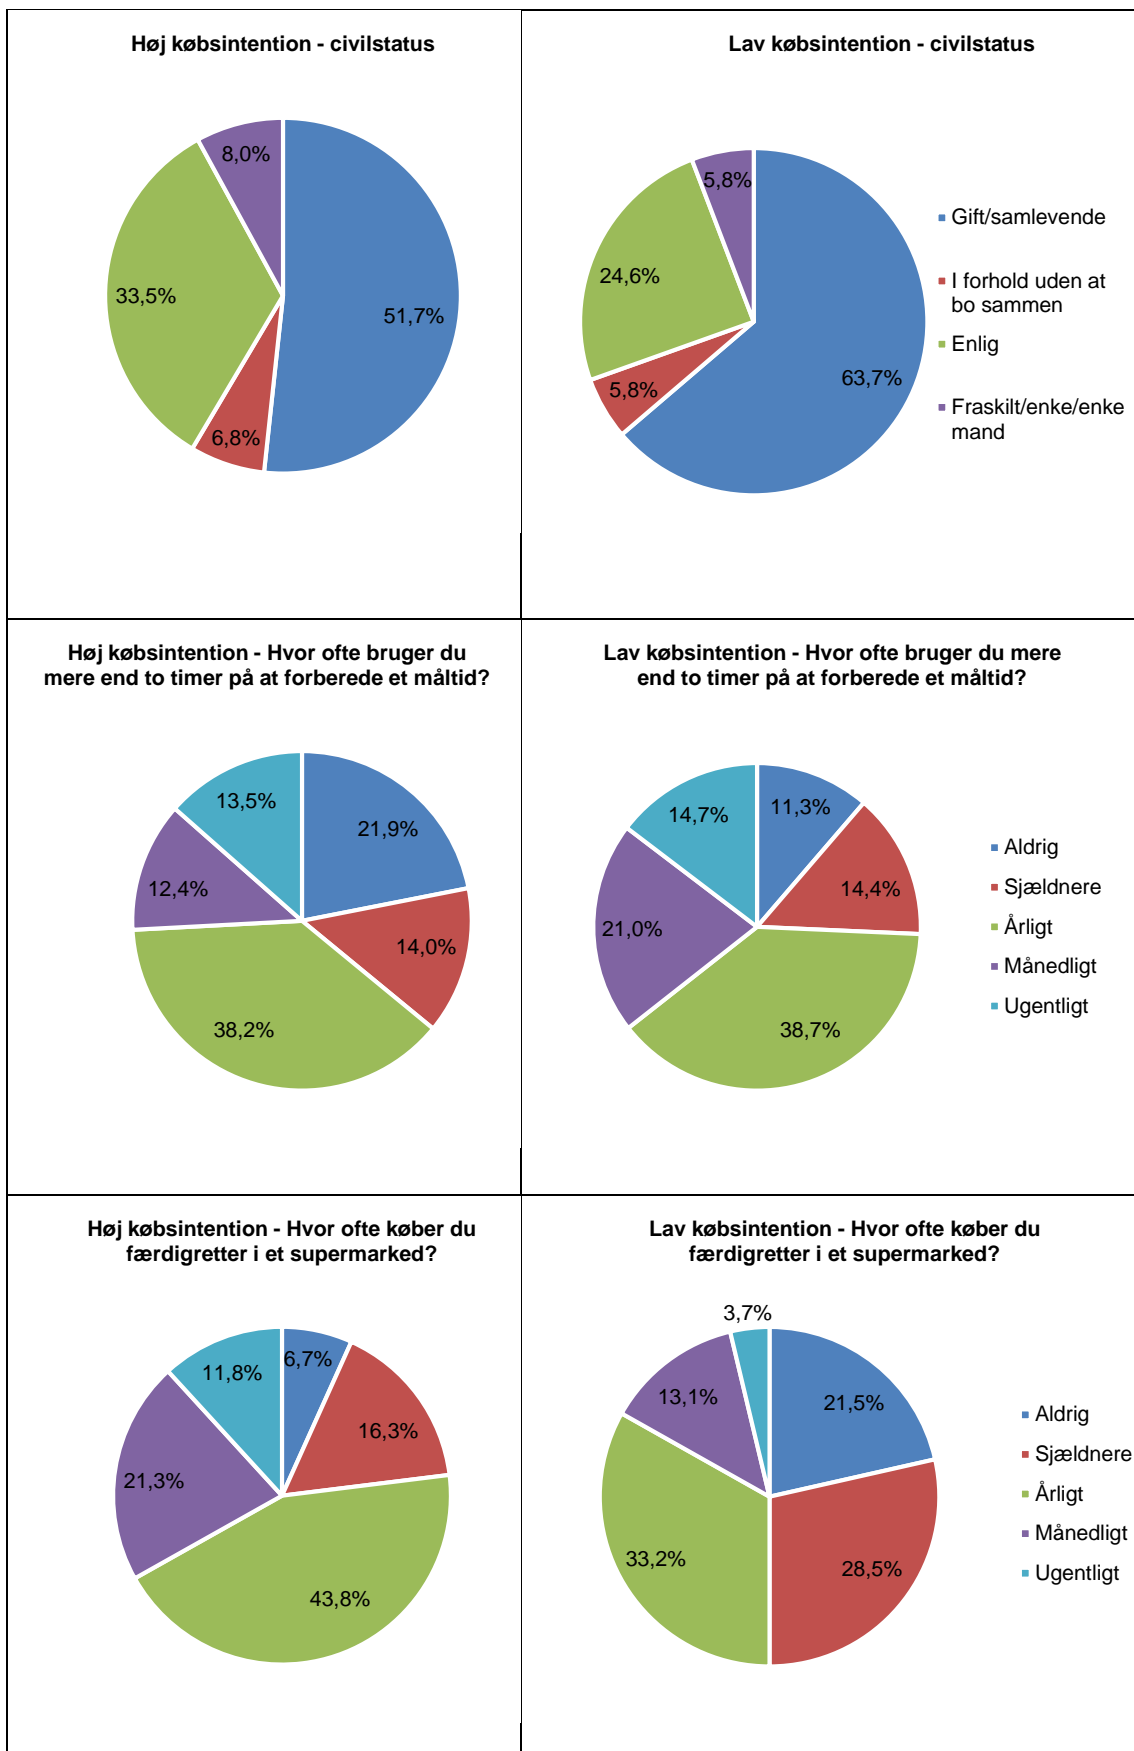 Høj købsintention - civilstatus
8,0%
33,5%
51,7%
6,8%
Lav købsintention - civilstatus
5,8%
24,6%
63,7%
5,8%
Gift/samlevende
I forhold uden at
bo sammen
Enlig
Fraskilt/enke/enke
mand
Høj købsintention - Hvor ofte bruger du
mere end to timer på at forberede et måltid?
13,5%
21,9%
12,4%
14,0%
38,2%
Lav købsintention - Hvor ofte bruger du mere
end to timer på at forberede et måltid?
14,7%
11,3%
14,4%
21,0%
38,7%
Aldrig
Sjældnere
Årligt
Månedligt
Ugentligt
Høj købsintention - Hvor ofte køber du
færdigretter i et supermarked?
11,8%
6,7%
16,3%
21,3%
43,8%
Lav købsintention - Hvor ofte køber du
færdigretter i et supermarked?
3,7%
13,1%
21,5%
33,2%
28,5%
Aldrig
Sjældnere
Årligt
Månedligt
Ugentligt